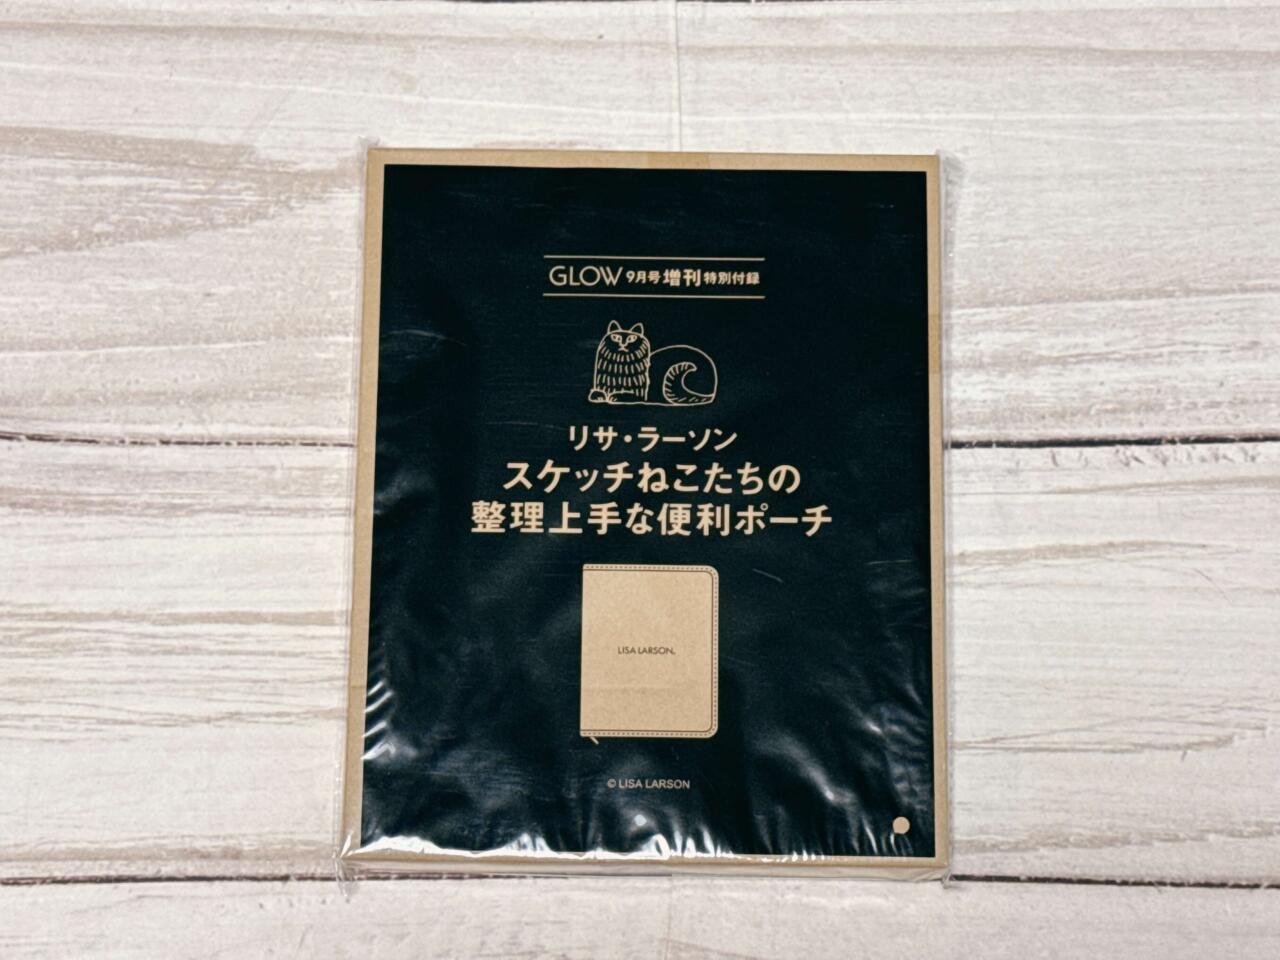 GLOW 9月号増刊 特別付録
リサ・ラーソン
スケッチねこたちの
整理上手な便利ポーチ
LISA LARSON.
© LISA LARSON